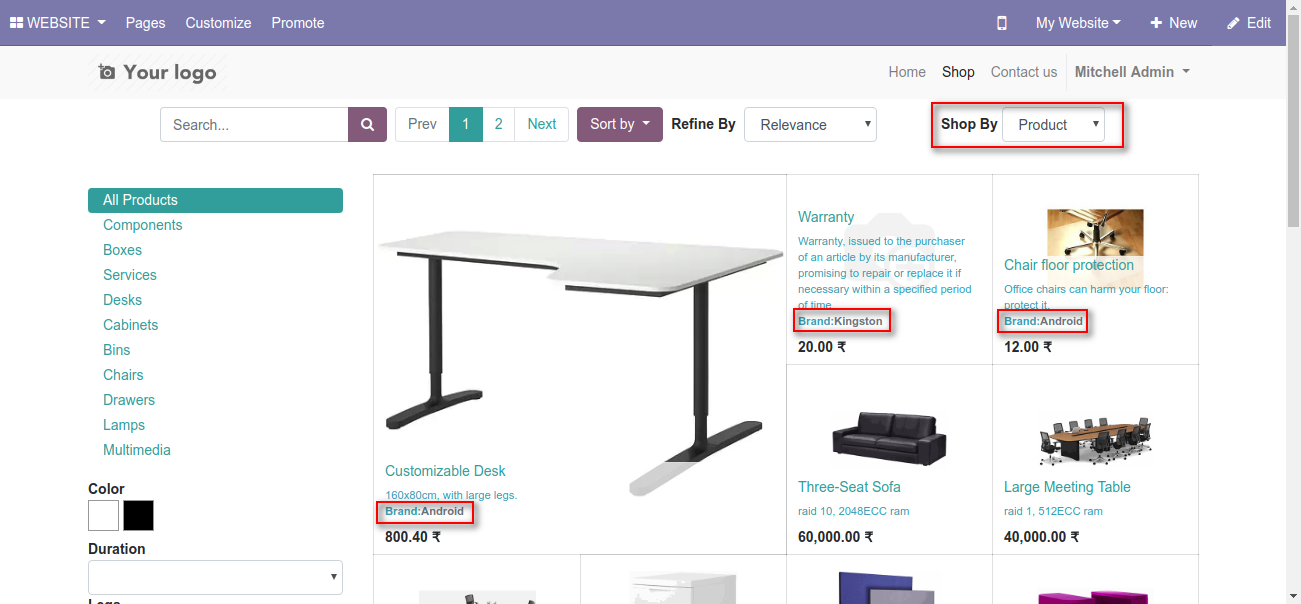 WEBSITE Pages Customize Promote My Website New Edit
Your logo Home Shop Contact us Mitchell Admin
Search... Prev 1 2 Next Sort by Refine By Relevance Shop By Product
All Products
Components
Boxes
Services
Desks
Cabinets
Bins
Chairs
Drawers
Lamps
Multimedia
Color
Duration
Customizable Desk
160x80cm, with large legs.
Brand:Android
800.40 ₹
Warranty
Warranty, issued to the purchaser
of an article by its manufacturer,
promising to repair or replace it if
necessary within a specified period
of time
Brand:Kingston
20.00 ₹
Chair floor protection
Office chairs can harm your floor:
protect it.
Brand:Android
12.00 ₹
Three-Seat Sofa
raid 10, 2048ECC ram
60,000.00 ₹
Large Meeting Table
raid 1, 512ECC ram
40,000.00 ₹